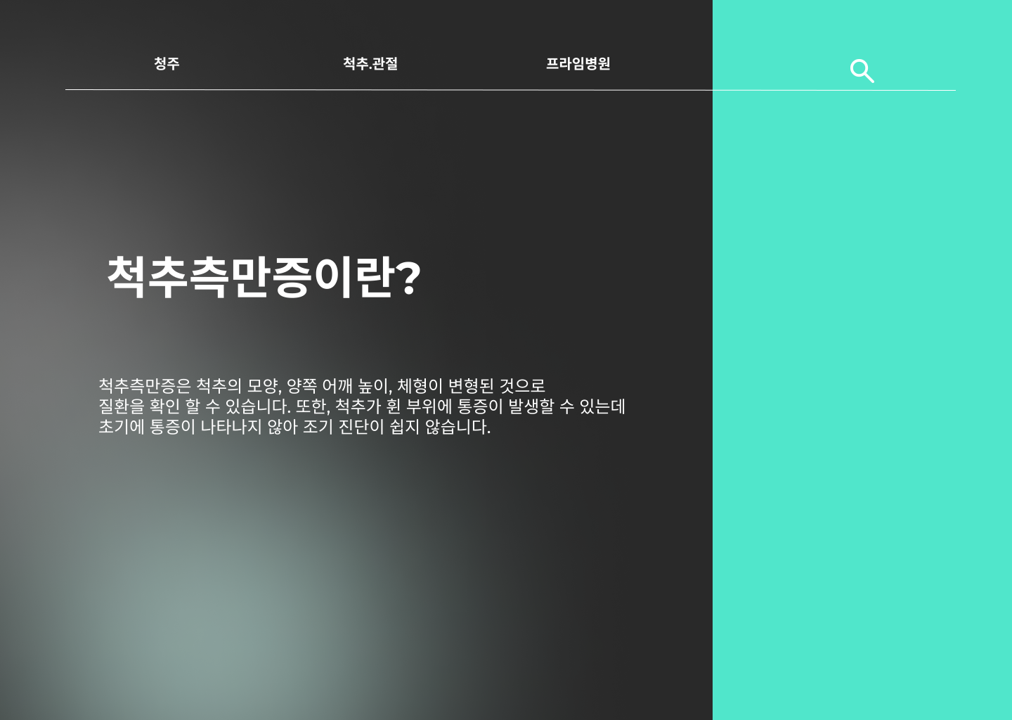 청주 척추.관절 프라임병원
척추측만증이란?
척추측만증은 척추의 모양, 양쪽 어깨 높이, 체형이 변형된 것으로
질환을 확인 할 수 있습니다. 또한, 척추가 휜 부위에 통증이 발생할 수 있는데
초기에 통증이 나타나지 않아 조기 진단이 쉽지 않습니다.